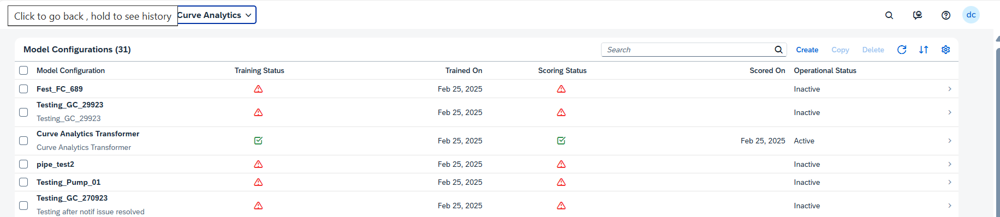 Click to go back , hold to see history
Curve Analytics
dc
Model Configurations (31)
Search
Create
Copy
Delete
Model Configuration Training Status Trained On Scoring Status Scored On Operational Status
Fest_FC_689 Feb 25, 2025 Inactive
Testing_GC_29923
Testing_GC_29923 Feb 25, 2025 Inactive
Curve Analytics Transformer
Curve Analytics Transformer Feb 25, 2025 Feb 25, 2025 Active
pipe_test2 Feb 25, 2025 Inactive
Testing_Pump_01 Feb 25, 2025 Inactive
Testing_GC_270923
Testing after notif issue resolved Feb 25, 2025 Inactive